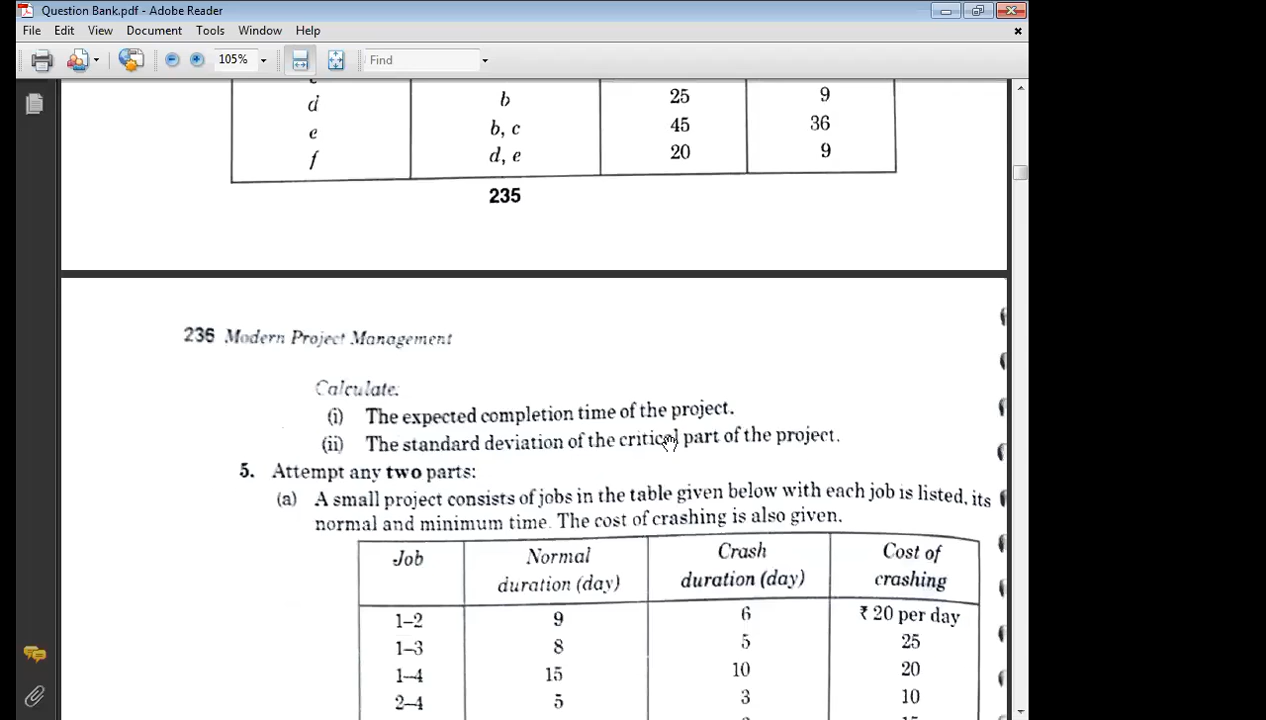 Question Bank.pdf - Adobe Reader
File Edit View Document Tools Window Help
105% Find
d b 25 9
e b, c 45 36
f d, e 20 9
235
236 Modern Project Management
Calculate:
(i) The expected completion time of the project.
(ii) The standard deviation of the critical part of the project.
5. Attempt any two parts:
(a) A small project consists of jobs in the table given below with each job is listed, its
normal and minimum time. The cost of crashing is also given.
Job Normal Crash Cost of
duration (day) duration (day) crashing
1–2 9 6 ₹ 20 per day
1–3 8 5 25
1–4 15 10 20
2–4 5 3 10